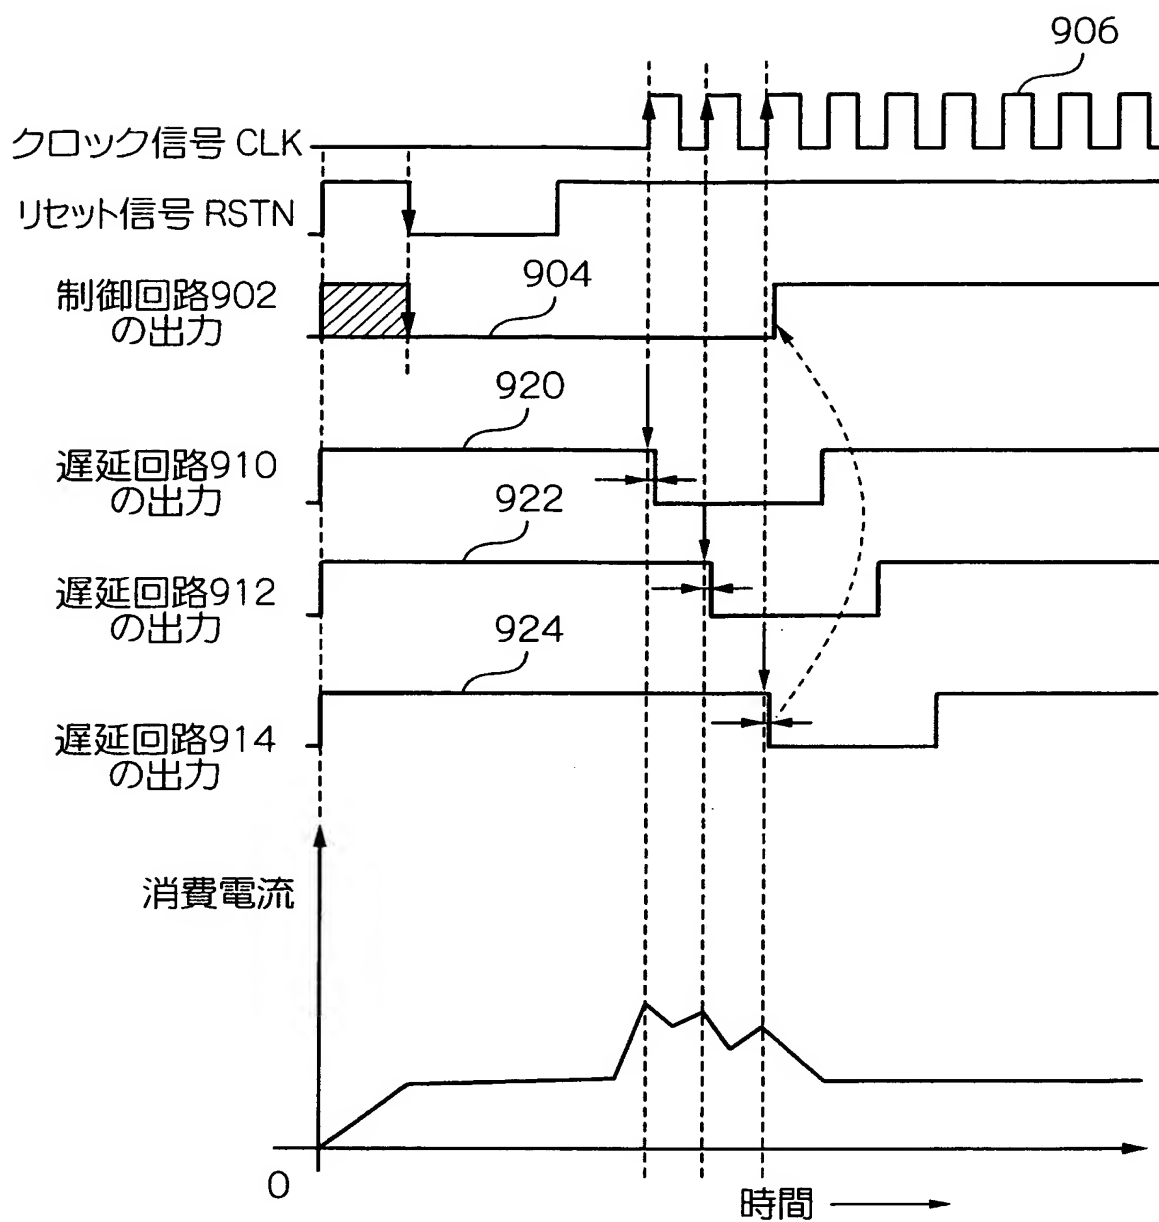 906
クロック信号 CLK
リセット信号 RSTN
制御回路902
の出力
904
920
遅延回路910
の出力
922
遅延回路912
の出力
924
遅延回路914
の出力
消費電流
0
時間